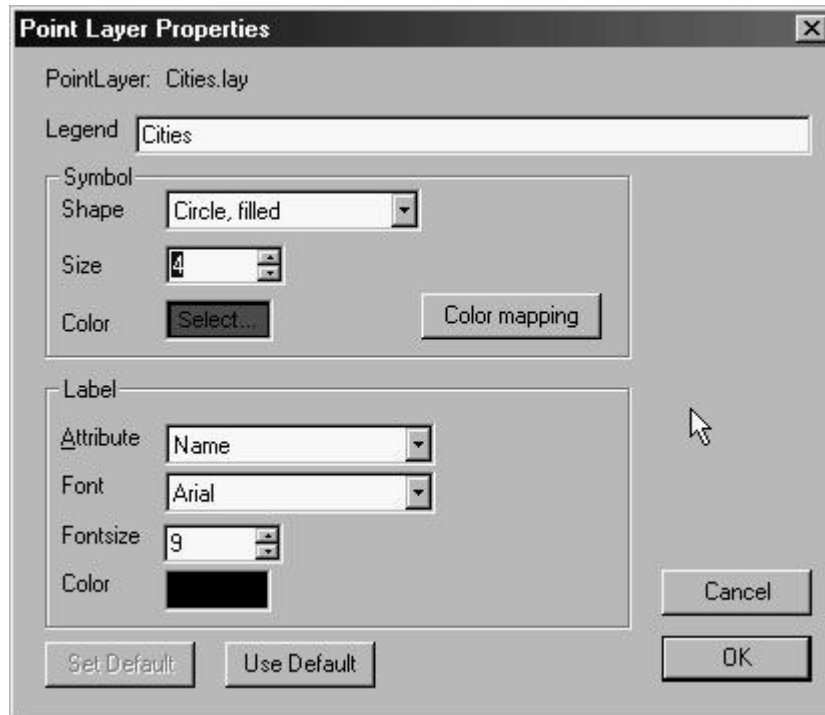 Point Layer Properties
PointLayer: Cities.lay
Legend Cities
Symbol
Shape Circle, filled
Size 4
Color Select... Color mapping
Label
Attribute Name
Font Arial
Fontsize 9
Color
Cancel
Set Default Use Default OK